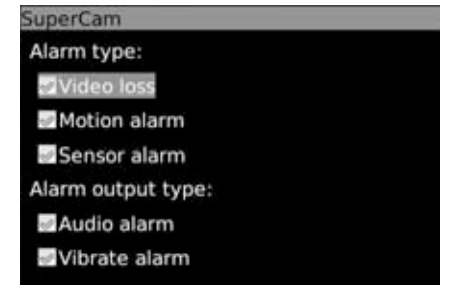 SuperCam
Alarm type:
Video loss
Motion alarm
Sensor alarm
Alarm output type:
Audio alarm
Vibrate alarm